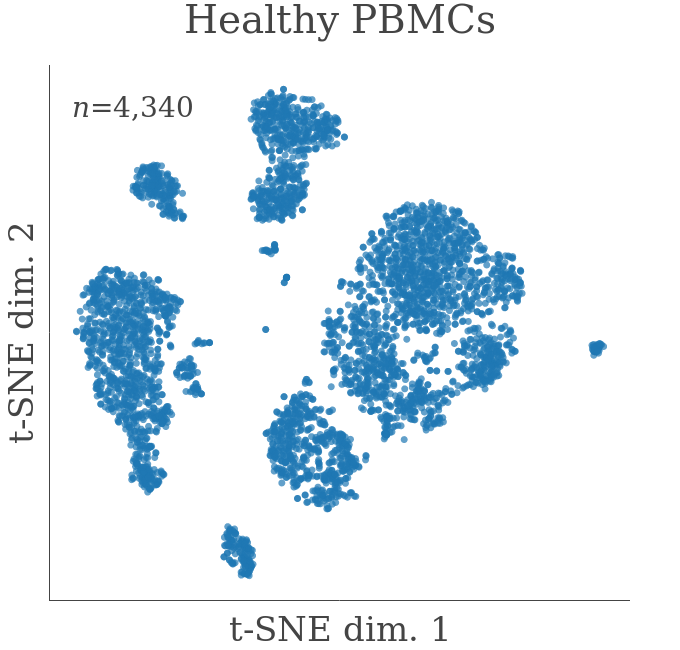 Healthy PBMCs
n=4,340
t-SNE dim. 2
t-SNE dim. 1